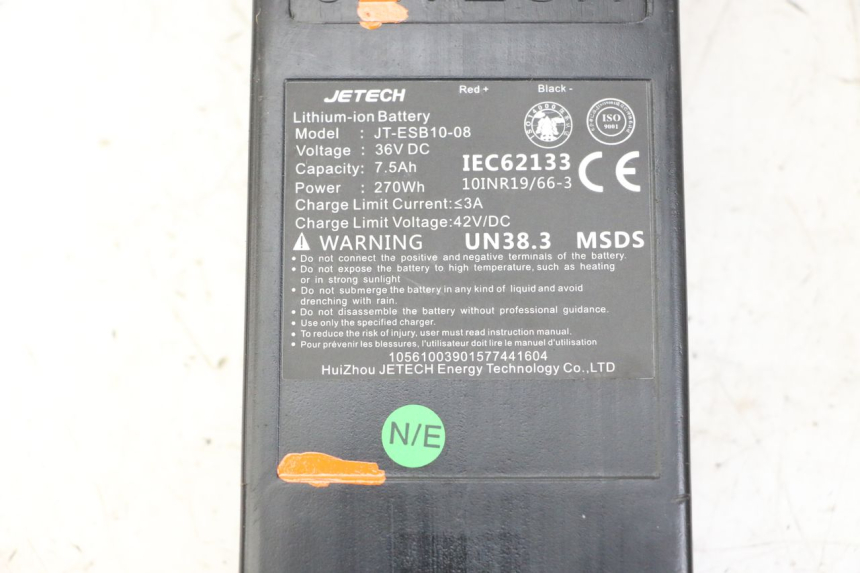 JETECH
Red + Black -
Lithium-ion Battery
Model : JT-ESB10-08
Voltage : 36V DC
Capacity: 7.5Ah
Power : 270Wh
IEC62133
10INR19/66-3
CE
ISO
9001
Charge Limit Current:≤3A
Charge Limit Voltage:42V/DC
WARNING UN38.3 MSDS
• Do not connect the positive and negative terminals of the battery.
• Do not expose the battery to high temperature, such as heating
or in strong sunlight
• Do not submerge the battery in any kind of liquid and avoid
drenching with rain.
• Do not disassemble the battery without professional guidance.
• Use only the specified charger.
• To reduce the risk of injury, user must read instruction manual.
• Pour prévenir les blessures, l'utilisateur doit lire le manuel d'utilisation
10561003901577441604
HuiZhou JETECH Energy Technology Co.,LTD
N/E